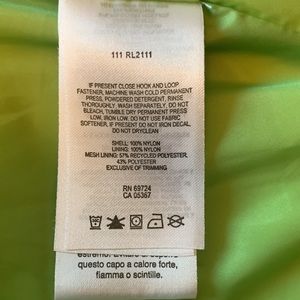 111 RL2111
IF PRESENT CLOSE HOOK AND LOOP
FASTENER, MACHINE WASH COLD PERMANENT
PRESS, POWDERED DETERGENT, RINSE
THOROUGHLY, WASH SEPARATELY, DO NOT
BLEACH, TUMBLE DRY PERMANENT PRESS
LOW, IRON LOW, DO NOT USE FABRIC
SOFTENER, IF PRESENT DO NOT IRON DECAL,
DO NOT DRYCLEAN
SHELL: 100% NYLON
LINING: 100% NYLON
MESH LINING: 57% RECYCLED POLYESTER,
43% POLYESTER
EXCLUSIVE OF TRIMMING
RN 69724
CA 05367
questo capo a calore forte,
fiamma o scintille.